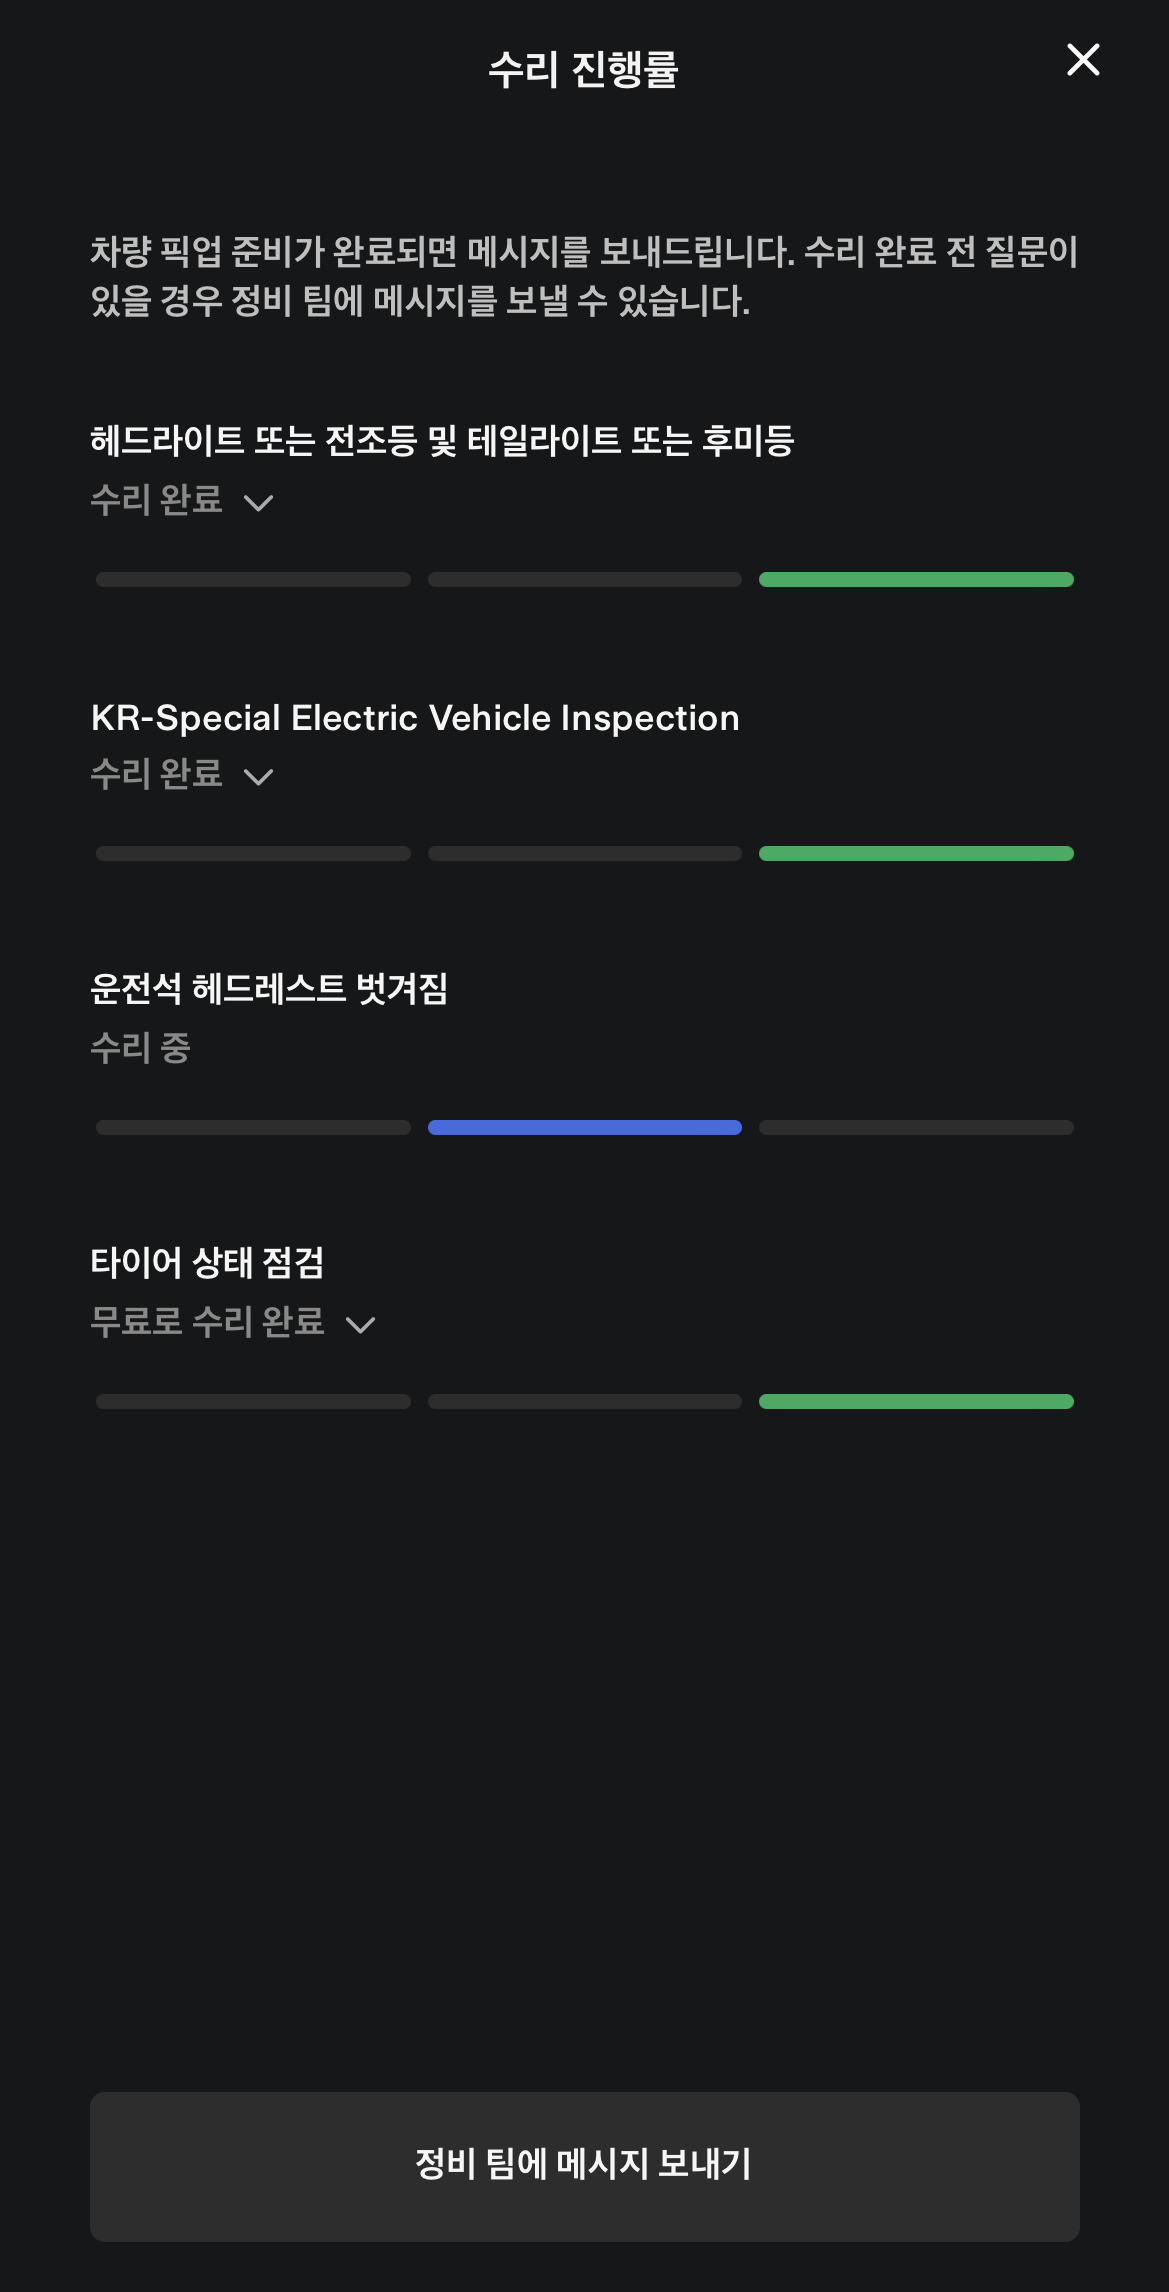 수리 진행률
차량 픽업 준비가 완료되면 메시지를 보내드립니다. 수리 완료 전 질문이
있을 경우 정비 팀에 메시지를 보낼 수 있습니다.
헤드라이트 또는 전조등 및 테일라이트 또는 후미등
수리 완료
KR-Special Electric Vehicle Inspection
수리 완료
운전석 헤드레스트 벗겨짐
수리 중
타이어 상태 점검
무료로 수리 완료
정비 팀에 메시지 보내기